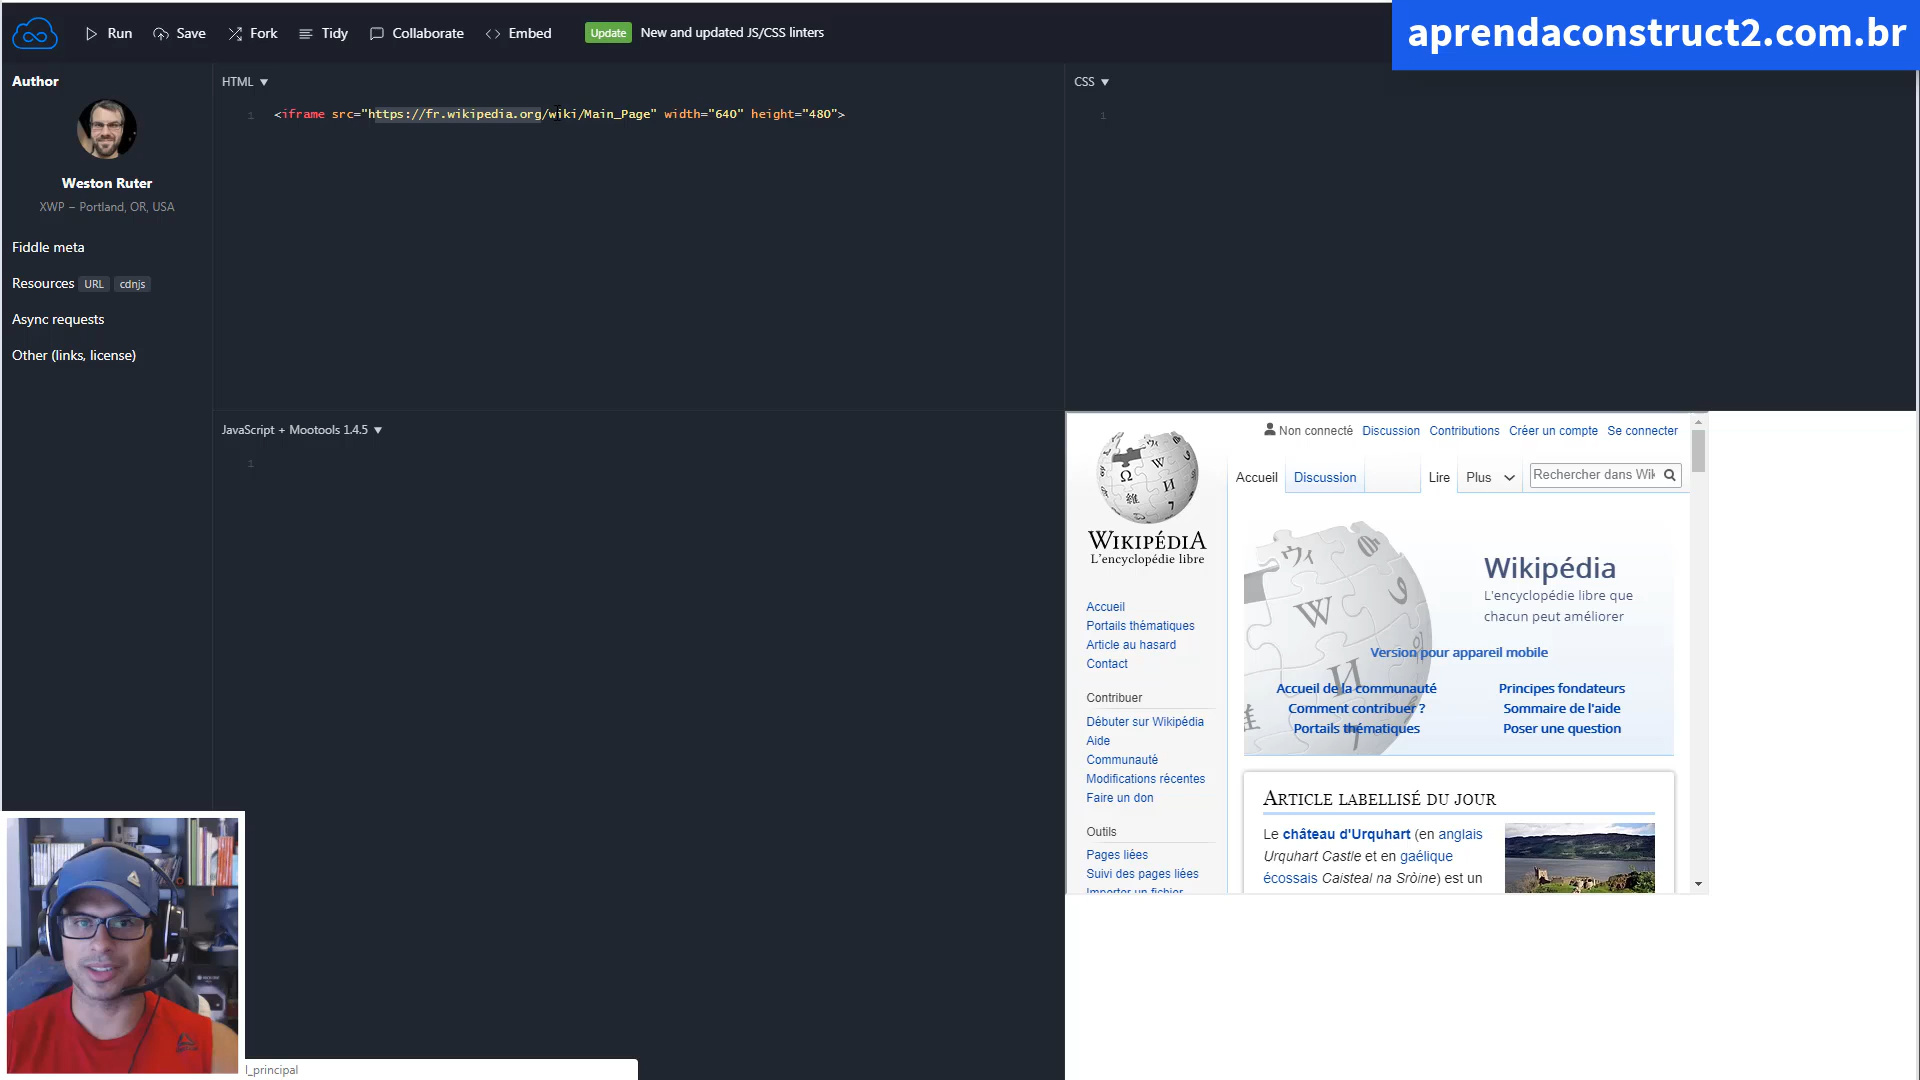 aprendaconstruct2.com.br
Run
Save
Fork
Tidy
Collaborate
Embed
Update
New and updated JS/CSS linters
Author
Weston Ruter
XWP – Portland, OR, USA
Fiddle meta
Resources URL cdnjs
Async requests
Other (links, license)
HTML ▼
1
<iframe src="https://fr.wikipedia.org/wiki/Main_Page" width="640" height="480">
CSS ▼
1
JavaScript + Mootools 1.4.5 ▼
1
Non connecté Discussion Contributions Créer un compte Se connecter
Accueil Discussion Lire Plus Rechercher dans Wik
WIKIPÉDIA
L'encyclopédie libre
Accueil
Portails thématiques
Article au hasard
Contact
Contribuer
Débuter sur Wikipédia
Aide
Communauté
Modifications récentes
Faire un don
Outils
Pages liées
Suivi des pages liées
Importer un fichier
Wikipédia
L'encyclopédie libre que
chacun peut améliorer
Version pour appareil mobile
Accueil de la communauté
Principes fondateurs
Comment contribuer ?
Sommaire de l'aide
Portails thématiques
Poser une question
ARTICLE LABELLISÉ DU JOUR
Le château d'Urquhart (en anglais
Urquhart Castle et en gaélique
écossais Caisteal na Sròine) est un
l_principal